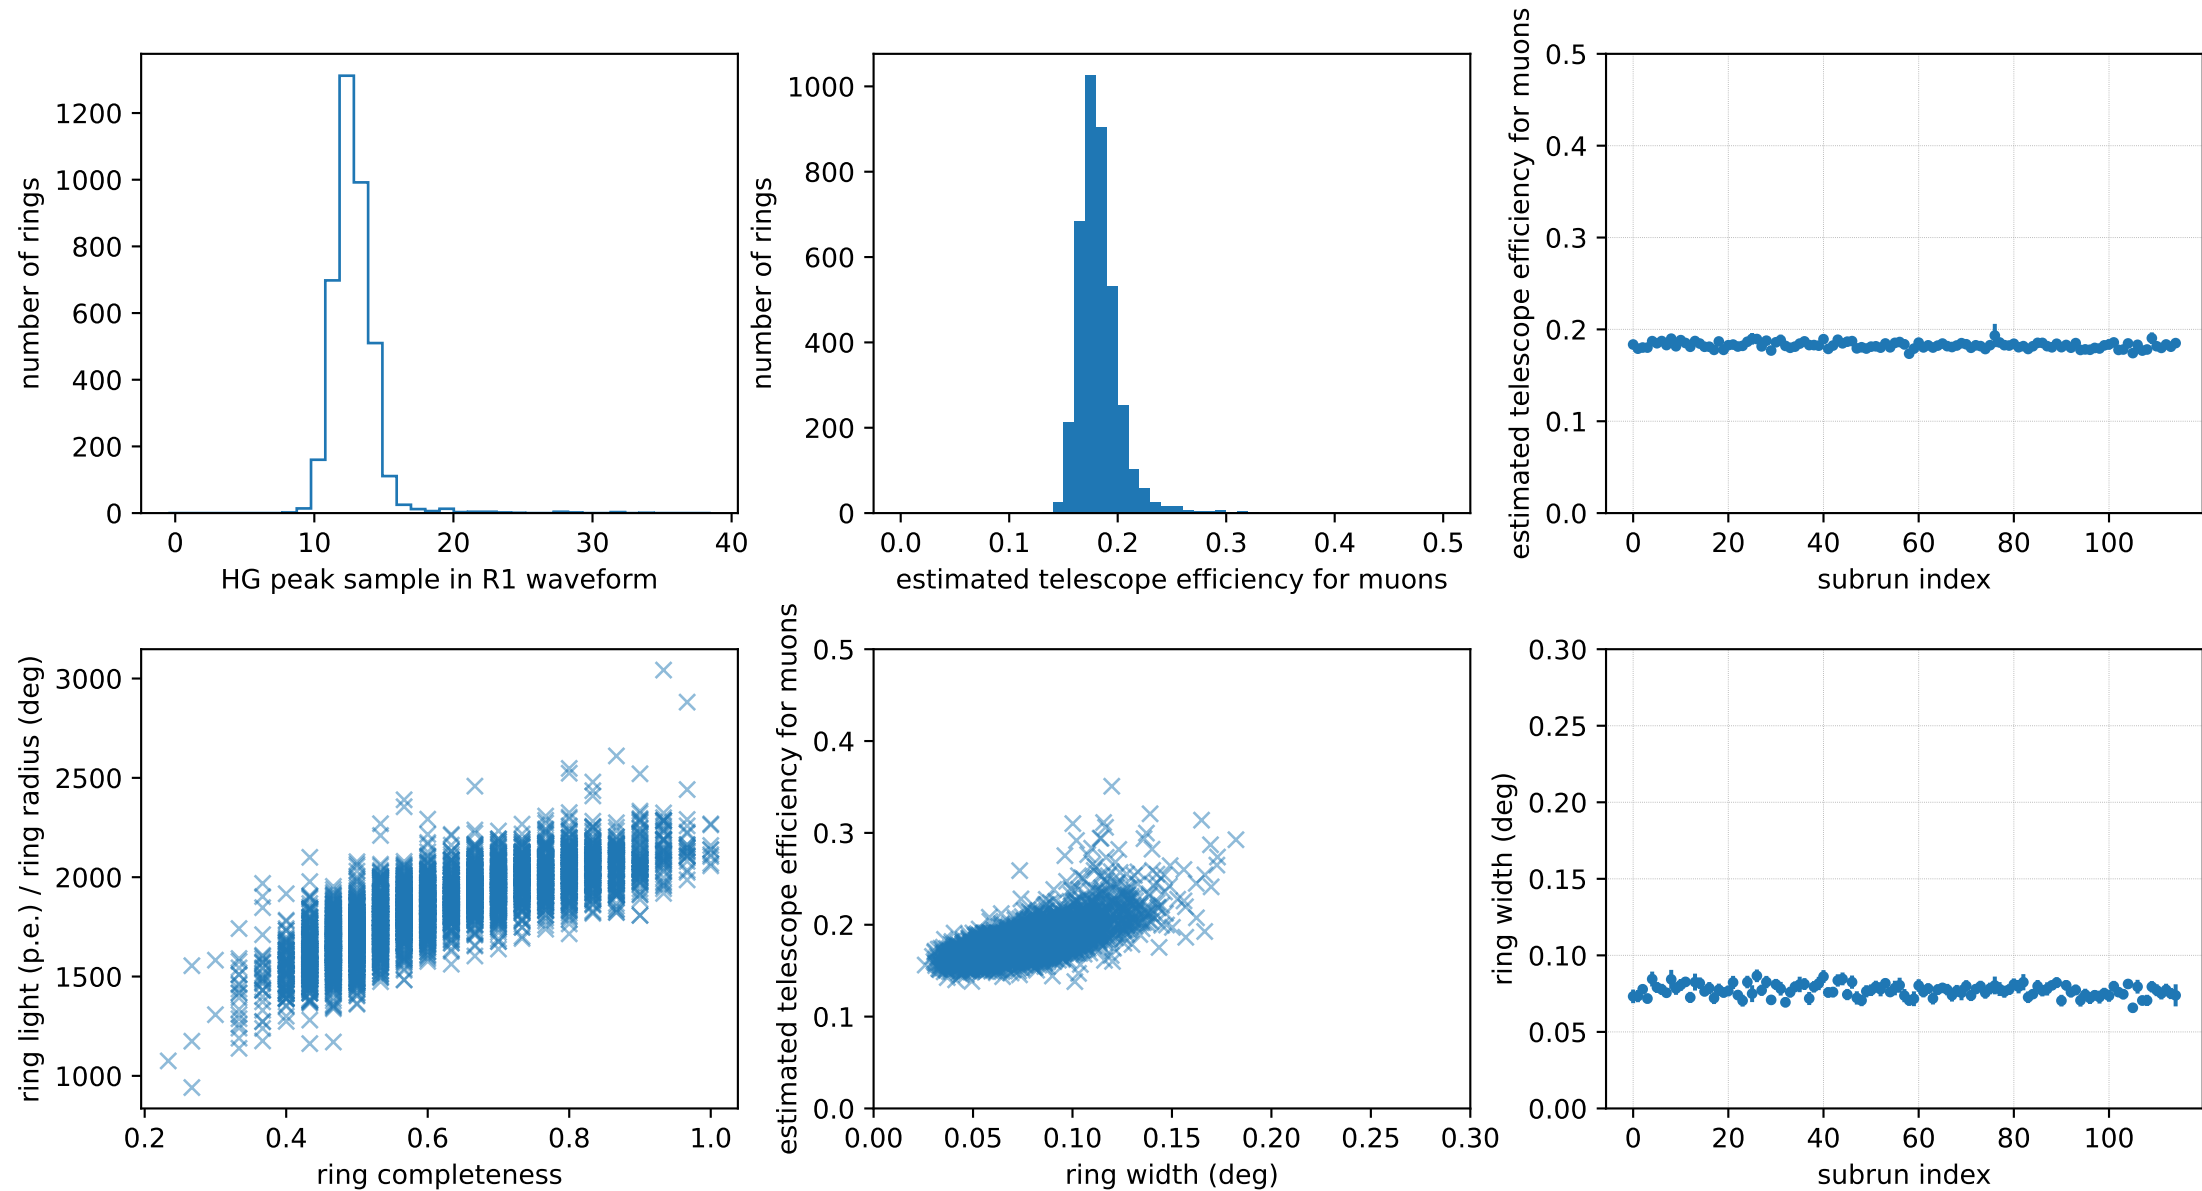 number of rings
1200
1000
800
600
400
200
0
0 10 20 30 40
HG peak sample in R1 waveform
number of rings
1000
800
600
400
200
0
0.0 0.1 0.2 0.3 0.4 0.5
estimated telescope efficiency for muons
estimated telescope efficiency for muons
0.5
0.4
0.3
0.2
0.1
0.0
0 20 40 60 80 100
subrun index
ring light (p.e.) / ring radius (deg)
3000
2500
2000
1500
1000
0.2 0.4 0.6 0.8 1.0
ring completeness
estimated telescope efficiency for muons
0.5
0.4
0.3
0.2
0.1
0.0
0.00 0.05 0.10 0.15 0.20 0.25 0.30
ring width (deg)
ring width (deg)
0.30
0.25
0.20
0.15
0.10
0.05
0.00
0 20 40 60 80 100
subrun index